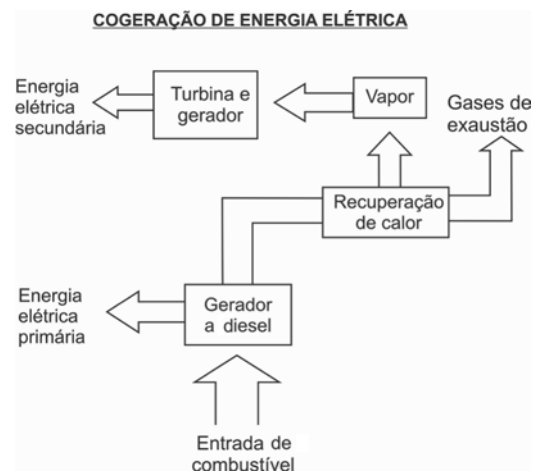 COGERAÇÃO DE ENERGIA ELÉTRICA
Energia
elétrica
secundária
Turbina e
gerador
Vapor
Gases de
exaustão
Recuperação
de calor
Energia
elétrica
primária
Gerador
a diesel
Entrada de
combustível